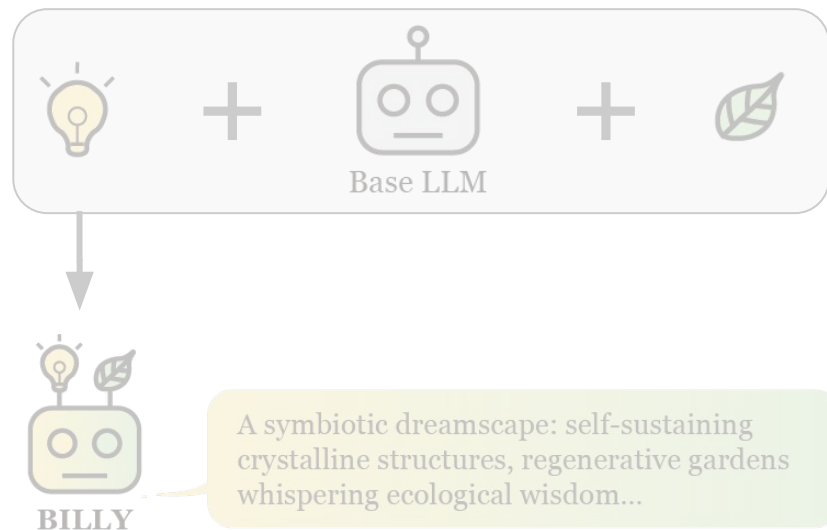 Base LLM
A symbiotic dreamscape: self-sustaining
crystalline structures, regenerative gardens
whispering ecological wisdom...
BILLY